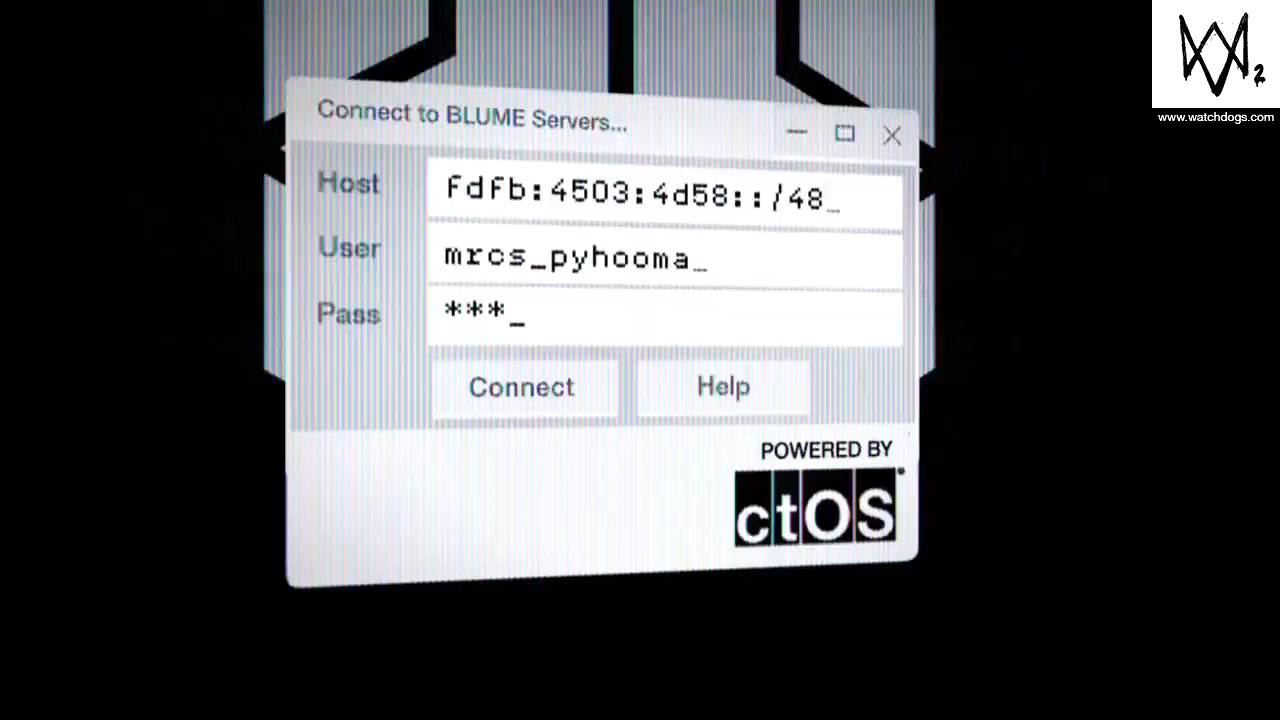 2
www.watchdogs.com
Connect to BLUME Servers...
Host fdfb:4503:4d58::/48_
User mrcs_pyhooma_
Pass ***_
Connect Help
POWERED BY
ctOS